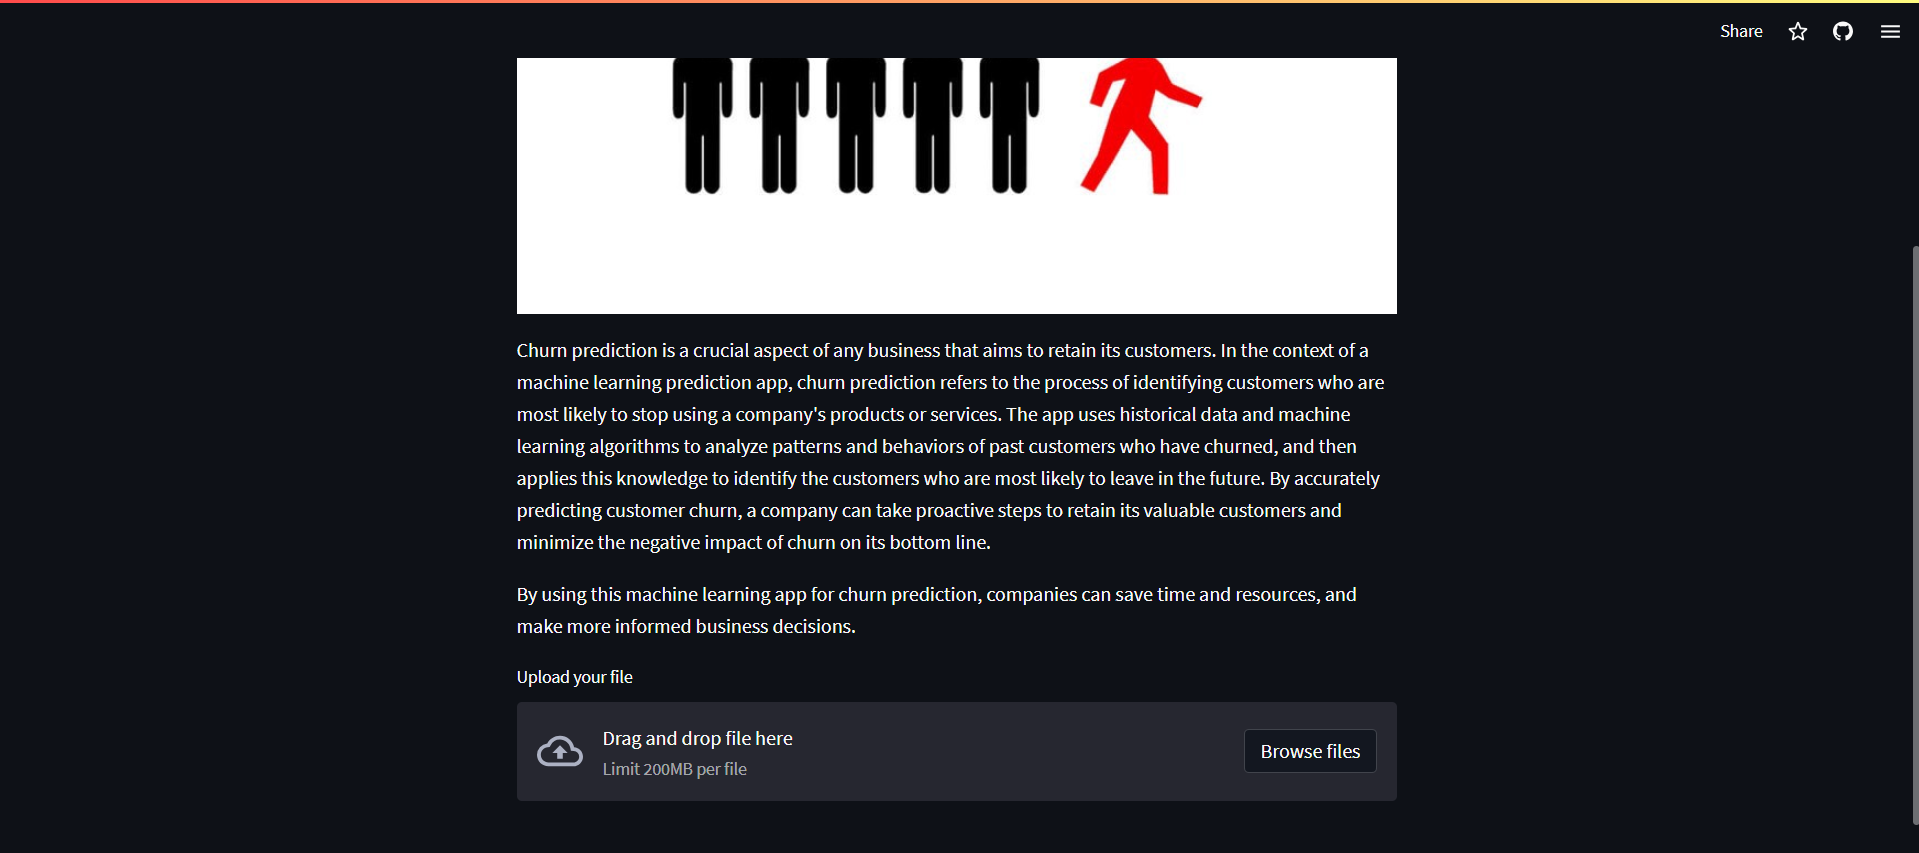 Share
Churn prediction is a crucial aspect of any business that aims to retain its customers. In the context of a
machine learning prediction app, churn prediction refers to the process of identifying customers who are
most likely to stop using a company's products or services. The app uses historical data and machine
learning algorithms to analyze patterns and behaviors of past customers who have churned, and then
applies this knowledge to identify the customers who are most likely to leave in the future. By accurately
predicting customer churn, a company can take proactive steps to retain its valuable customers and
minimize the negative impact of churn on its bottom line.
By using this machine learning app for churn prediction, companies can save time and resources, and
make more informed business decisions.
Upload your file
Drag and drop file here
Limit 200MB per file
Browse files